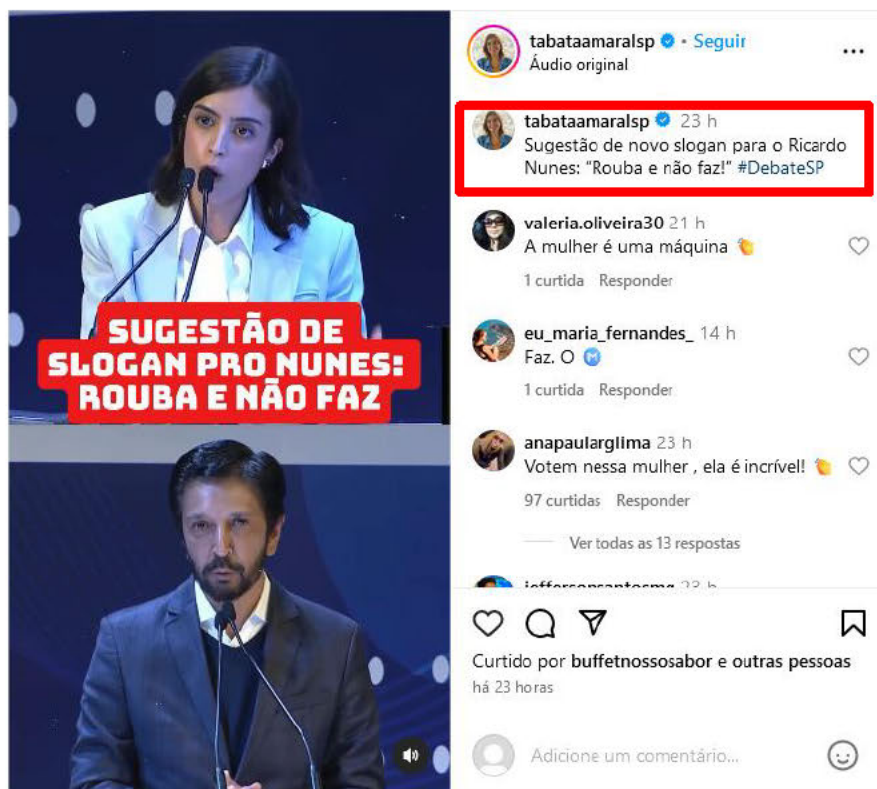 SUGESTÃO DE
SLOGAN PRO NUNES:
ROUBA E NÃO FAZ
tabataamaralsp • Seguir
Áudio original
tabataamaralsp 23 h
Sugestão de novo slogan para o Ricardo
Nunes: "Rouba e não faz!" #DebateSP
valeria.oliveira30 21 h
A mulher é uma máquina
1 curtida Responder
eu_maria_fernandes_ 14 h
Faz. O Ⓜ️
1 curtida Responder
anapaularglima 23 h
Votem nessa mulher , ela é incrível!
97 curtidas Responder
Ver todas as 13 respostas
23 h
Curtido por buffetnossosabor e outras pessoas
há 23 horas
Adicione um comentário...